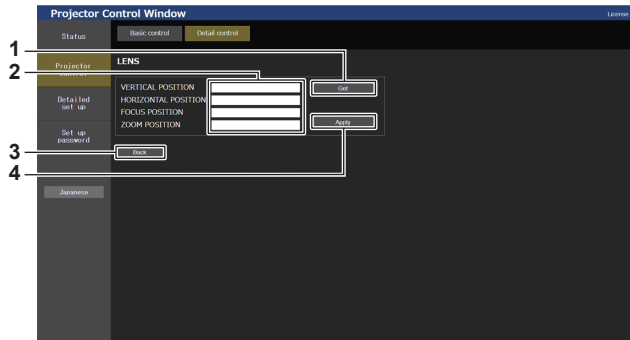 Projector Control Window
License
Status
Basic control
Detail control
1
2
Projector
control
LENS
VERTICAL POSITION
Get
HORIZONTAL POSITION
Detailed
set up
FOCUS POSITION
ZOOM POSITION
Apply
Set up
password
3
Back
4
Japanese